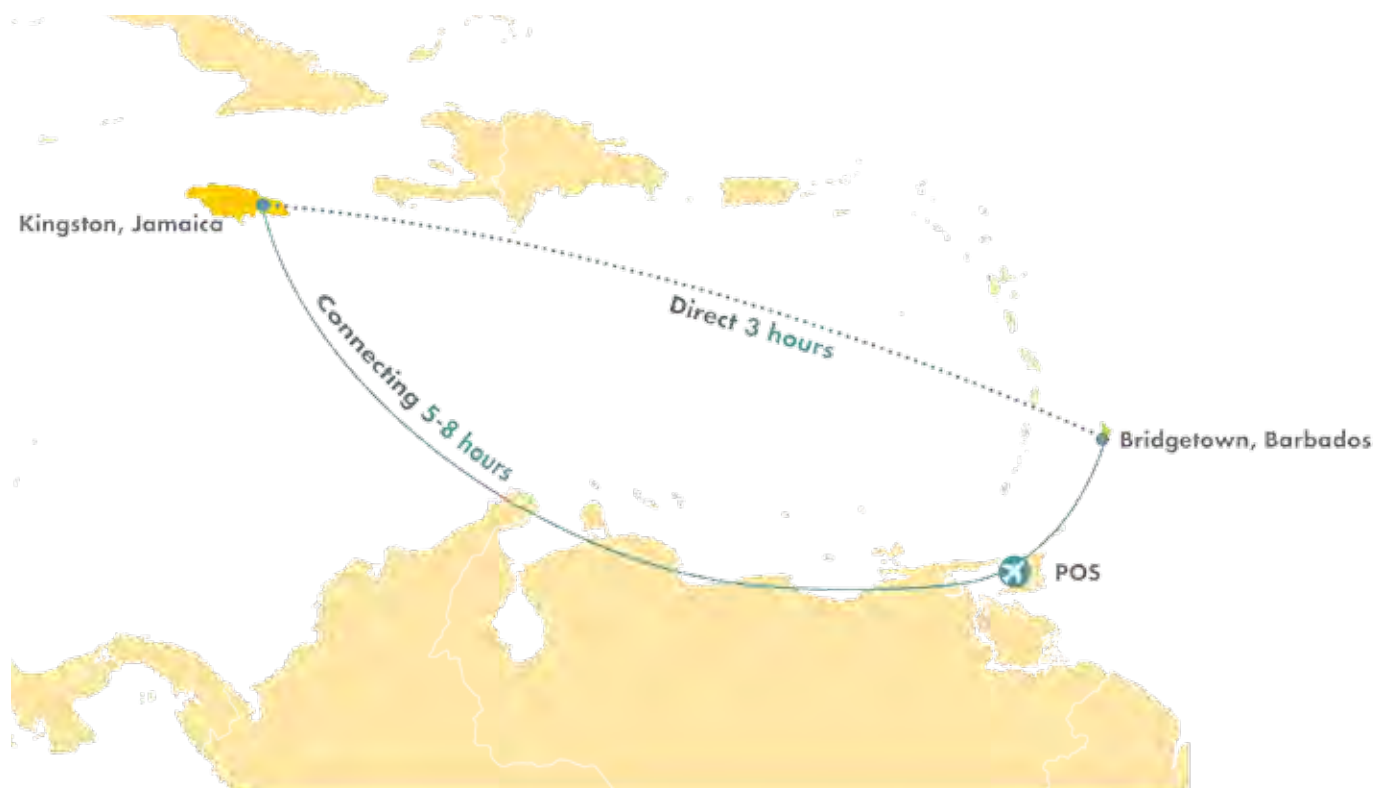 Kingston, Jamaica
Direct 3 hours
Connecting 5-8 hours
Bridgetown, Barbados
POS